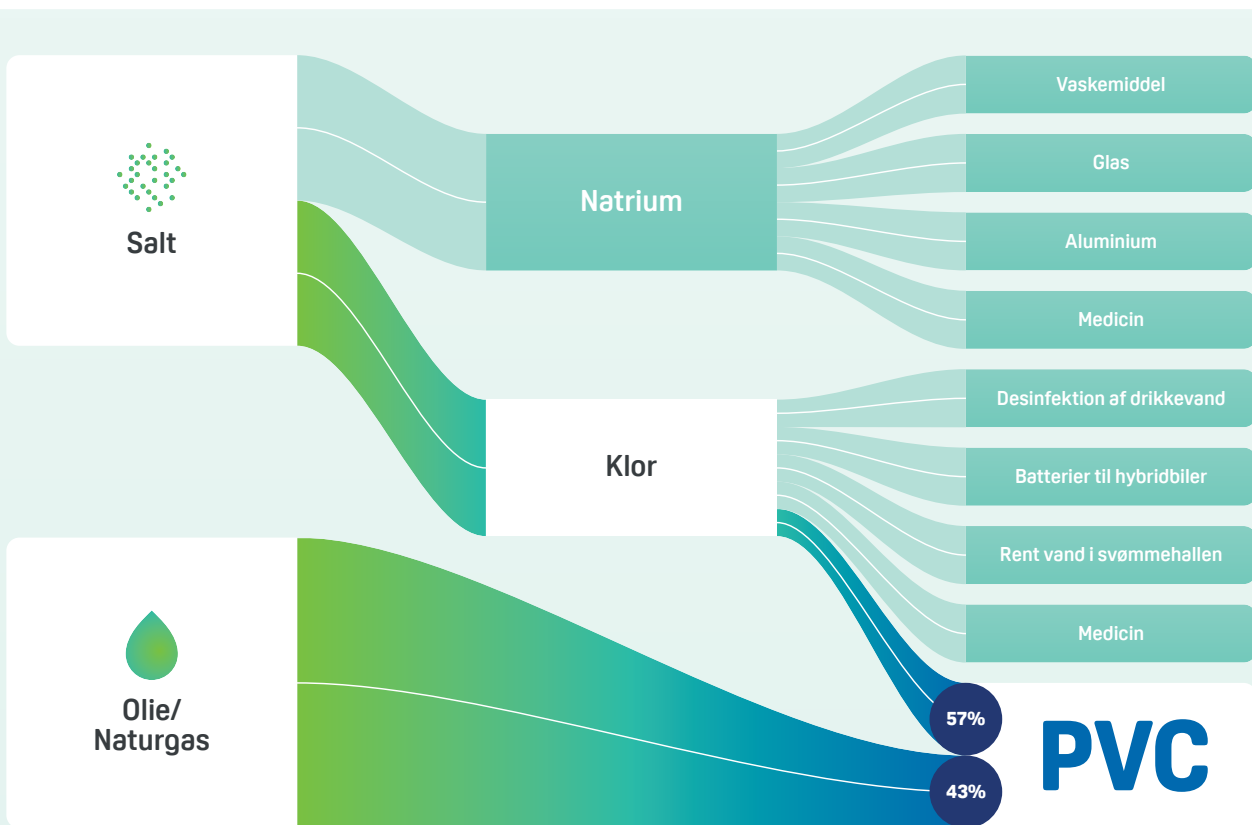 Salt
Natrium
Vaskemiddel
Glas
Aluminium
Medicin
Klor
Desinfektion af drikkevand
Batterier til hybridbiler
Rent vand i svømmehallen
Medicin
Olie/
Naturgas
57%
43%
PVC